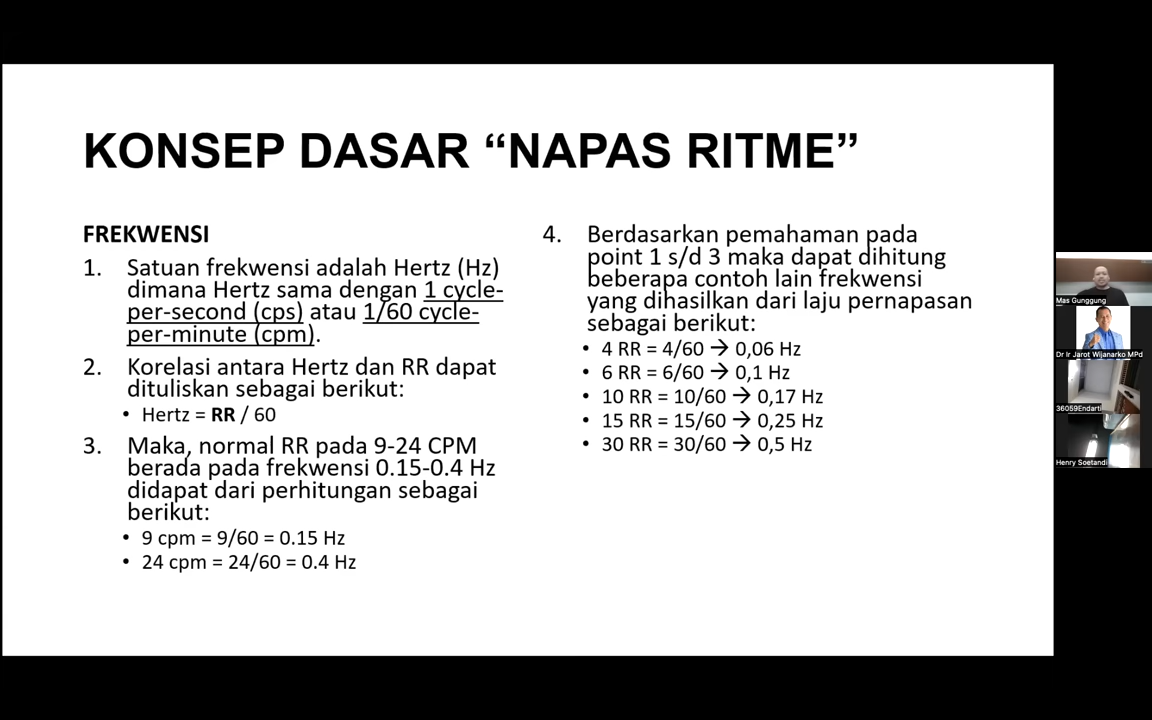 KONSEP DASAR “NAPAS RITME”
FREKWENSI
1. Satuan frekwensi adalah Hertz (Hz)
dimana Hertz sama dengan 1 cycle-
per-second (cps) atau 1/60 cycle-
per-minute (cpm).
2. Korelasi antara Hertz dan RR dapat
dituliskan sebagai berikut:
• Hertz = RR / 60
3. Maka, normal RR pada 9-24 CPM
berada pada frekwensi 0.15-0.4 Hz
didapat dari perhitungan sebagai
berikut:
• 9 cpm = 9/60 = 0.15 Hz
• 24 cpm = 24/60 = 0.4 Hz
4. Berdasarkan pemahaman pada
point 1 s/d 3 maka dapat dihitung
beberapa contoh lain frekwensi
yang dihasilkan dari laju pernapasan
sebagai berikut:
• 4 RR = 4/60 → 0,06 Hz
• 6 RR = 6/60 → 0,1 Hz
• 10 RR = 10/60 → 0,17 Hz
• 15 RR = 15/60 → 0,25 Hz
• 30 RR = 30/60 → 0,5 Hz
Mas Gunggung
Dr Ir Jarot Wijanarko MPd
36059Endarti
Henry Soetandi